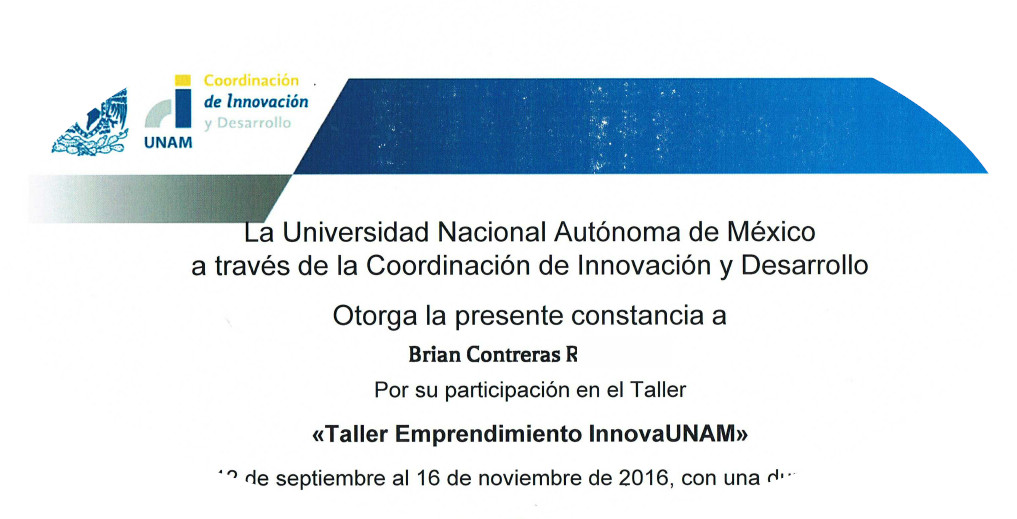 Coordinación
de Innovación
y Desarrollo
UNAM
La Universidad Nacional Autónoma de México
a través de la Coordinación de Innovación y Desarrollo
Otorga la presente constancia a
Brian Contreras R
Por su participación en el Taller
«Taller Emprendimiento InnovaUNAM»
de septiembre al 16 de noviembre de 2016, con una